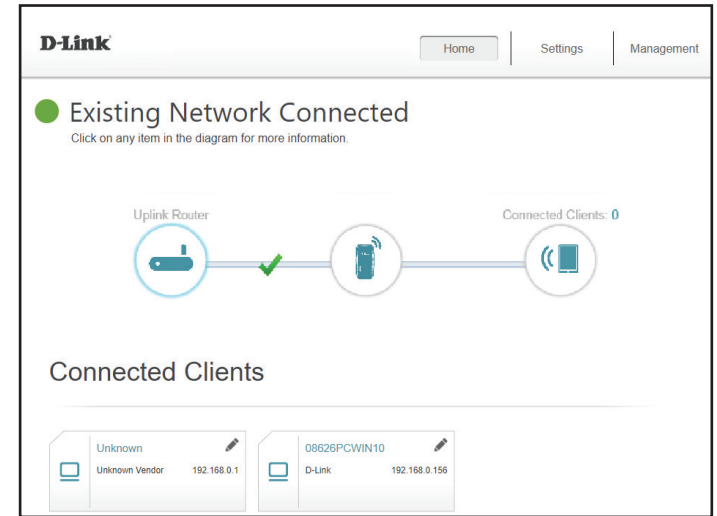 D-Link
Home Settings Management
Existing Network Connected
Click on any item in the diagram for more information.
Uplink Router
Connected Clients: 0
Connected Clients
Unknown
Unknown Vendor 192.168.0.1
08626PCWIN10
D-Link 192.168.0.156